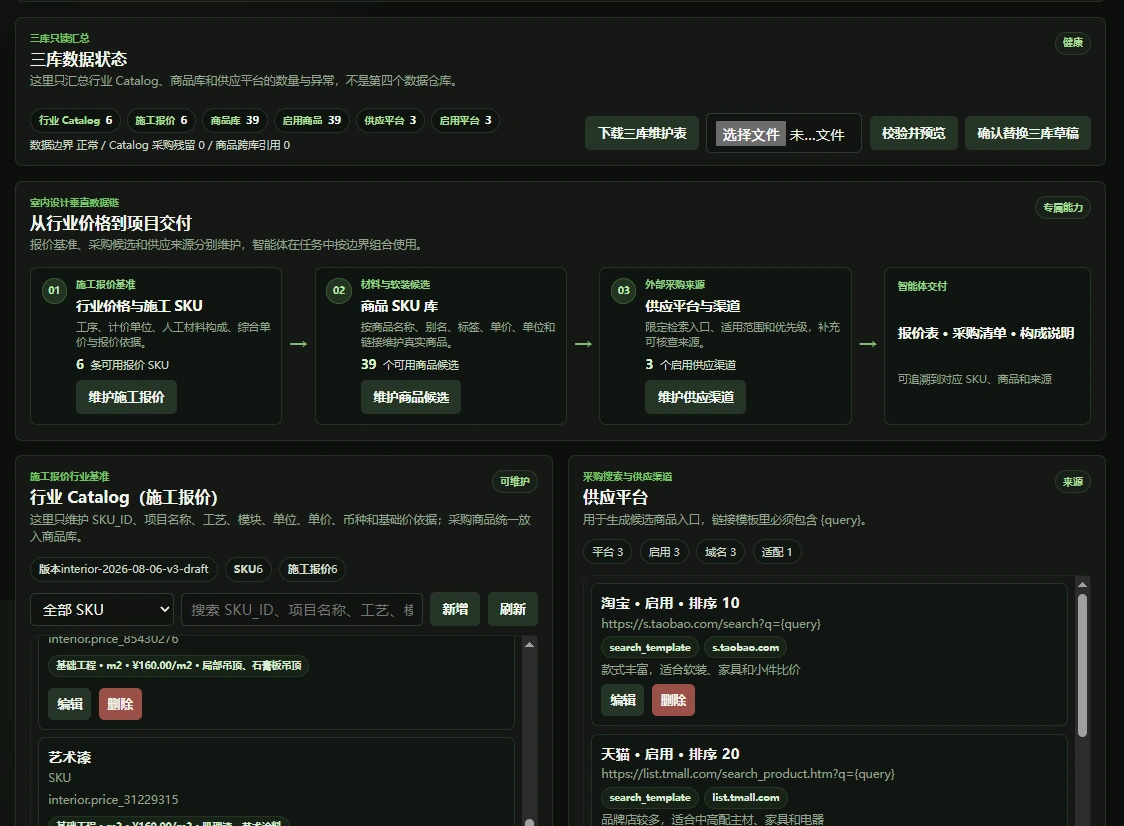 三库只读汇总
三库数据状态
健康
这里只汇总行业 Catalog、商品库和供应平台的数量与异常，不是第四个数据仓库。
行业 Catalog 6 施工报价 6 商品库 39 启用商品 39 供应平台 3 启用平台 3
数据边界 正常 / Catalog 采购残留 0 / 商品跨库引用 0
下载三库维护表 选择文件 未...文件 校验并预览 确认替换三库草稿
室内设计垂直数据链
从行业价格到项目交付
专属能力
报价基准、采购候选和供应来源分别维护，智能体在任务中按边界组合使用。
01
施工报价基准
行业价格与施工 SKU
工序、计价单位、人工材料构成、综合单
价与报价依据。
6 条可用报价 SKU
维护施工报价
→
02
材料与软装候选
商品 SKU 库
按商品名称、别名、标签、单价、单位和
链接维护真实商品。
39 个可用商品候选
维护商品候选
→
03
外部采购来源
供应平台与渠道
限定检索入口、适用范围和优先级，补充
可核查来源。
3 个启用供应渠道
维护供应渠道
→
智能体交付
报价表 • 采购清单 • 构成说明
可追溯到对应 SKU、商品和来源
施工报价行业基准
行业 Catalog（施工报价）
可维护
这里只维护 SKU_ID、项目名称、工艺、模块、单位、单价、币种和基础价依据；采购商品统一放
入商品库。
版本interior-2026-08-06-v3-draft SKU6 施工报价6
全部 SKU 搜索 SKU_ID、项目名称、工艺、模 新增 刷新
interior.price_85430276
基础工程 • m2 • ¥160.00/m2 • 局部吊顶、石膏板吊顶
编辑 删除
艺术漆
SKU
interior.price_31229315
基础工程 • m2 • ¥160.00/m2 • 肌理漆、艺术涂料
采购搜索与供应渠道
供应平台
来源
用于生成候选商品入口，链接模板里必须包含 {query}。
平台 3 启用 3 域名 3 适配 1
淘宝 • 启用 • 排序 10
https://s.taobao.com/search?q={query}
search_template s.taobao.com
款式丰富，适合软装、家具和小件比价
编辑 删除
天猫 • 启用 • 排序 20
https://list.tmall.com/search_product.htm?q={query}
search_template list.tmall.com
品牌店较多，适合中高配主材、家具和电器